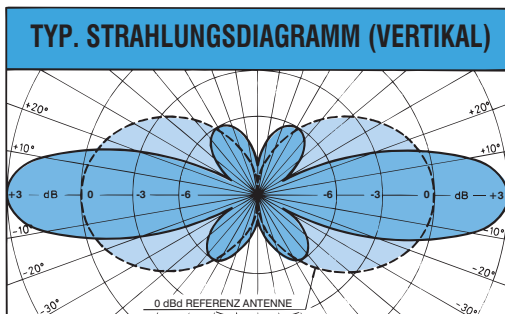 TYP. STRAHLUNGSDIAGRAMM (VERTIKAL)
+20° +20°
+10° +10°
+3 dB 0 -3 -6 -6 -3 0 dB +3
-10° -10°
-20° -20°
-30° -30°
0 dBd REFERENZ ANTENNE